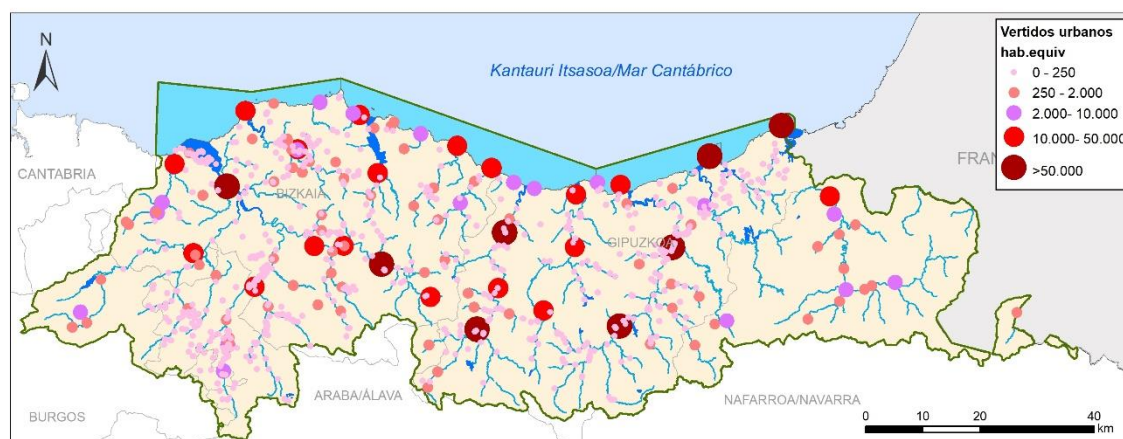 N
Kantauri Itsasoa/Mar Cantábrico
Vertidos urbanos
hab.equiv
0 - 250
250 - 2.000
2.000- 10.000
10.000- 50.000
>50.000
CANTABRIA
BIZKAIA
GIPUZKOA
FRAN
ARABA/ÁLAVA
NAFARROA/NAVARRA
BURGOS
0 10 20 40
km